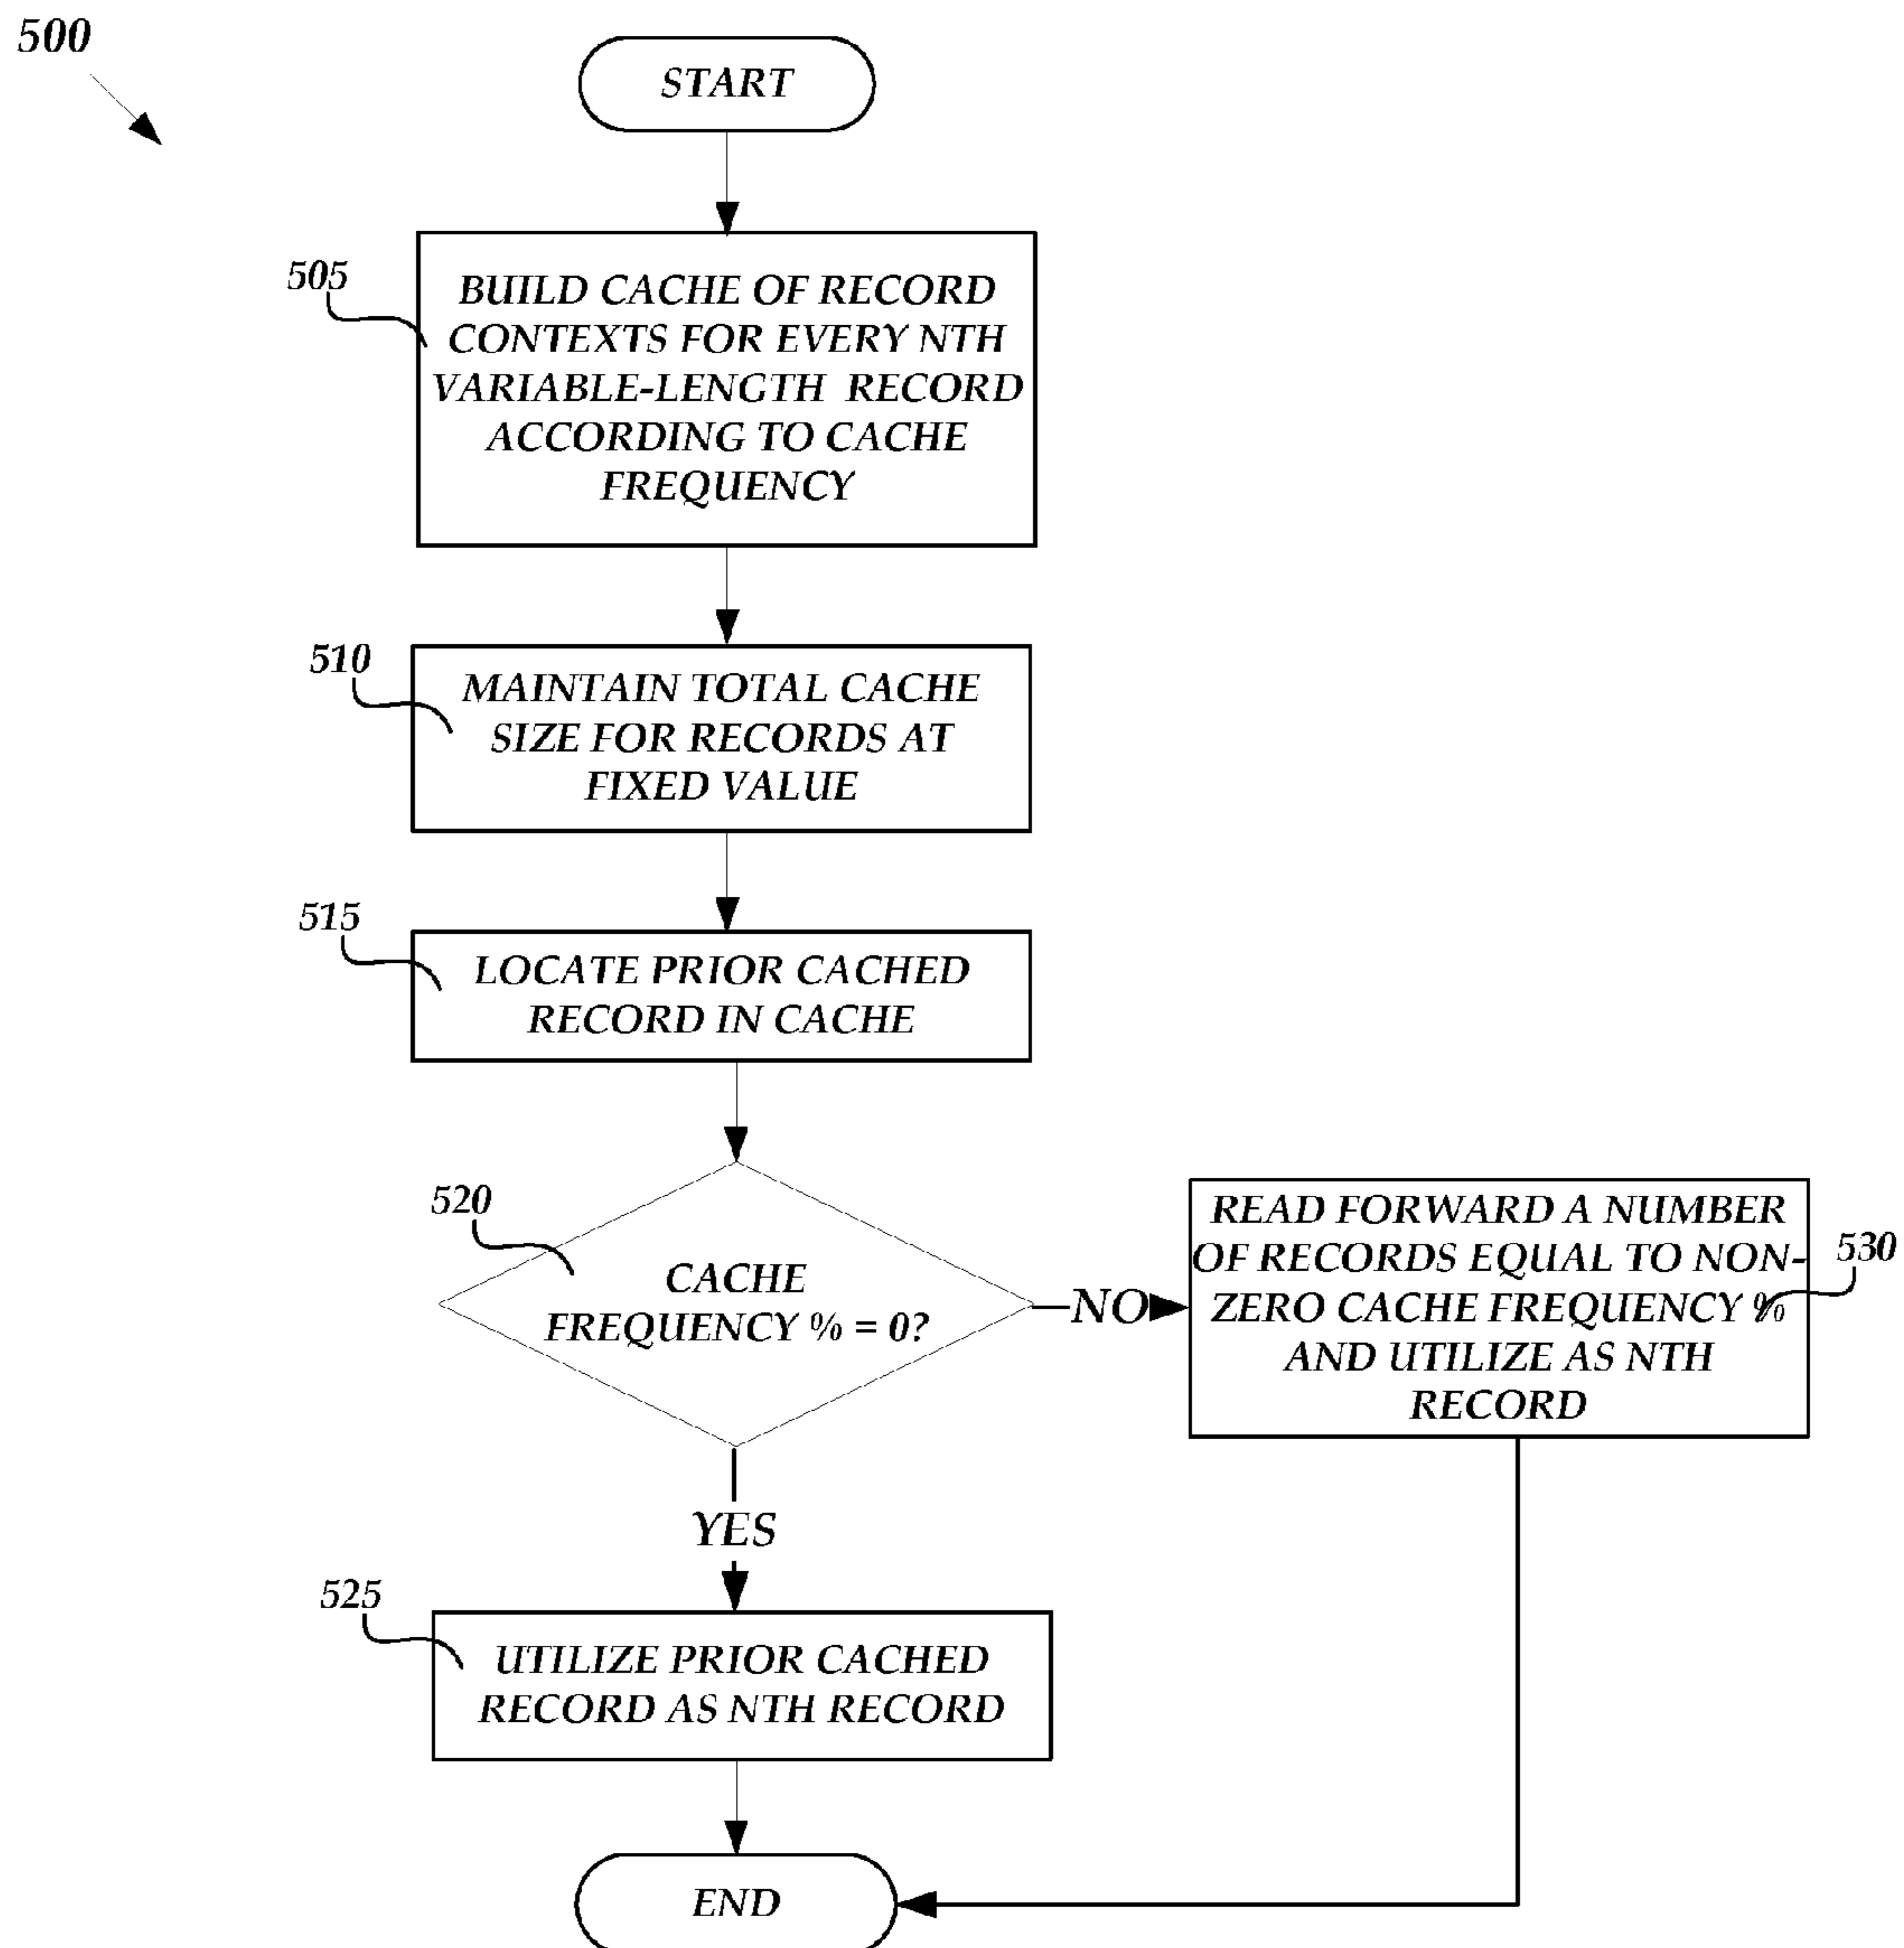 500
START
505
BUILD CACHE OF RECORD
CONTEXTS FOR EVERY NTH
VARIABLE-LENGTH RECORD
ACCORDING TO CACHE
FREQUENCY
510
MAINTAIN TOTAL CACHE
SIZE FOR RECORDS AT
FIXED VALUE
515
LOCATE PRIOR CACHED
RECORD IN CACHE
520
CACHE
FREQUENCY % = 0?
NO
READ FORWARD A NUMBER
OF RECORDS EQUAL TO NON-
ZERO CACHE FREQUENCY %
AND UTILIZE AS NTH
RECORD
530
YES
525
UTILIZE PRIOR CACHED
RECORD AS NTH RECORD
END